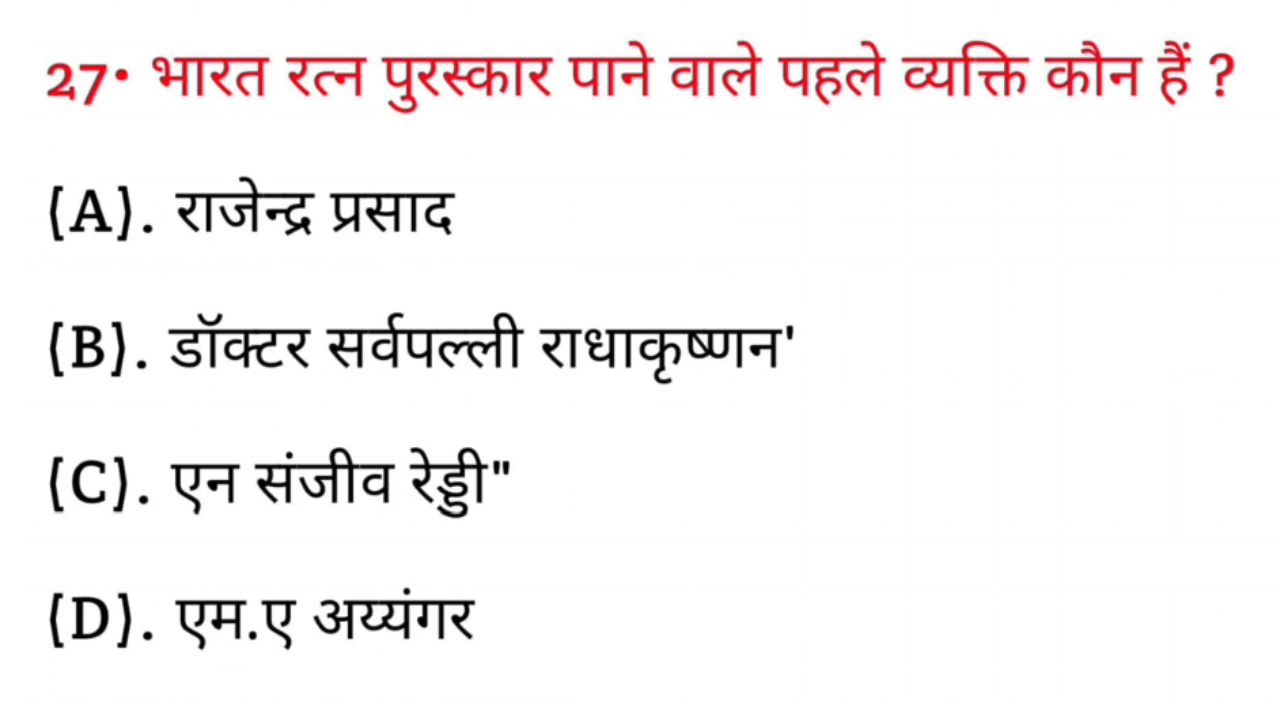 27• भारत रत्न पुरस्कार पाने वाले पहले व्यक्ति कौन हैं ?
(A). राजेन्द्र प्रसाद
(B). डॉक्टर सर्वपल्ली राधाकृष्णन'
(C). एन संजीव रेड्डी"
(D). एम.ए अय्यंगर